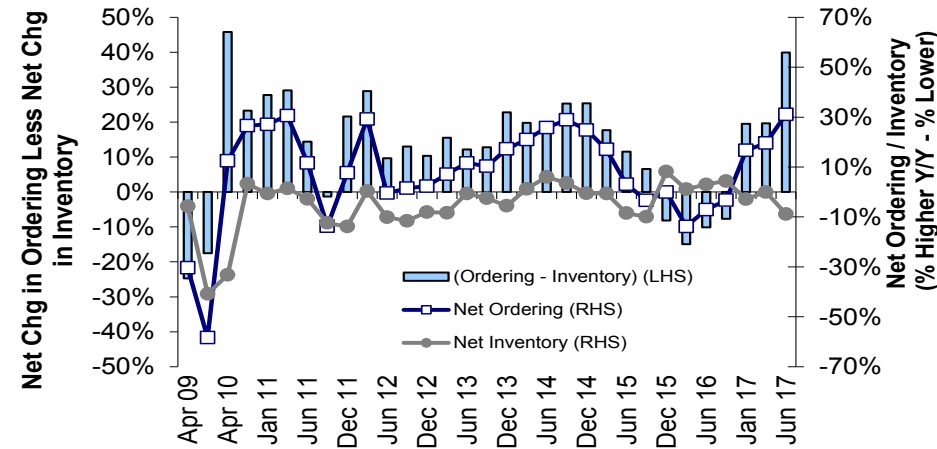 Net Chg in Ordering Less Net Chg
in Inventory
50%
40%
30%
20%
10%
0%
-10%
-20%
-30%
-40%
-50%
70%
50%
30%
10%
-10%
-30%
-50%
-70%
Net Ordering / Inventory
(% Higher Y/Y - % Lower)
(Ordering - Inventory) (LHS)
Net Ordering (RHS)
Net Inventory (RHS)
Apr 09
Apr 10
Jan 11
Jun 11
Dec 11
Jun 12
Dec 12
Jun 13
Dec 13
Jun 14
Dec 14
Jun 15
Dec 15
Jun 16
Jan 17
Jun 17